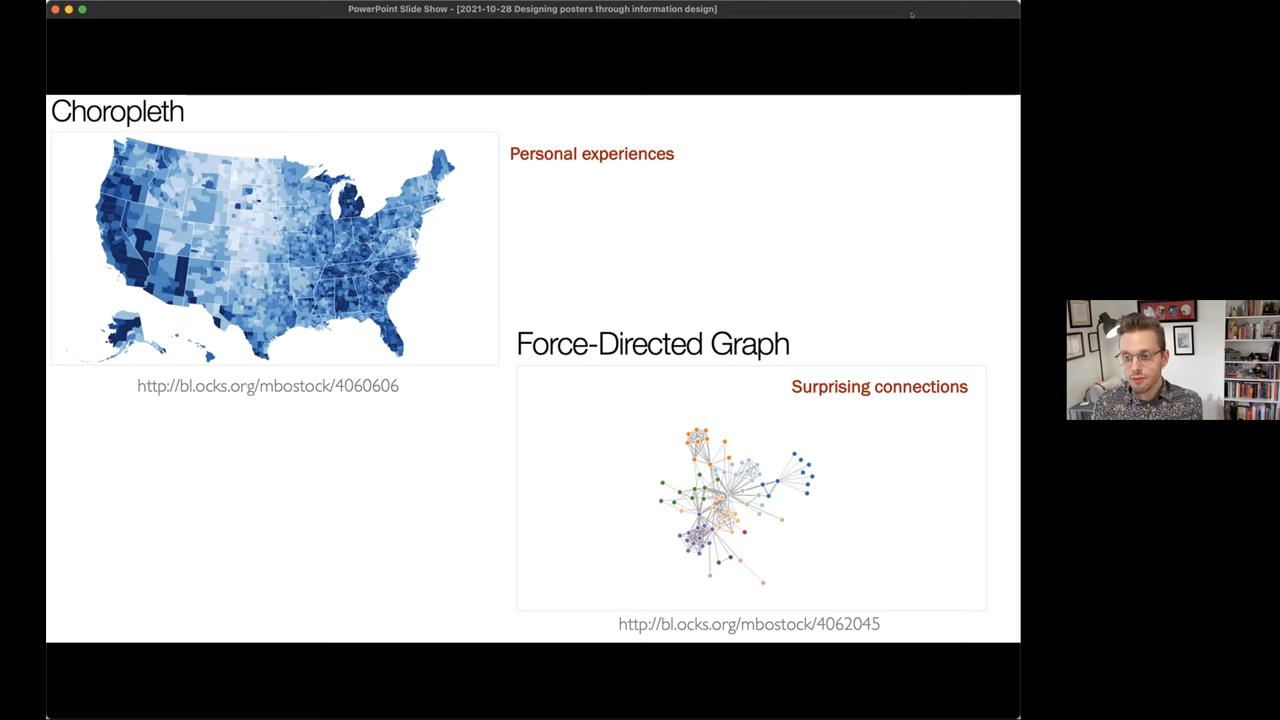 PowerPoint Slide Show - [2021-10-28 Designing posters through information design]
Choropleth
Personal experiences
http://bl.ocks.org/mbostock/4060606
Force-Directed Graph
Surprising connections
http://bl.ocks.org/mbostock/4062045